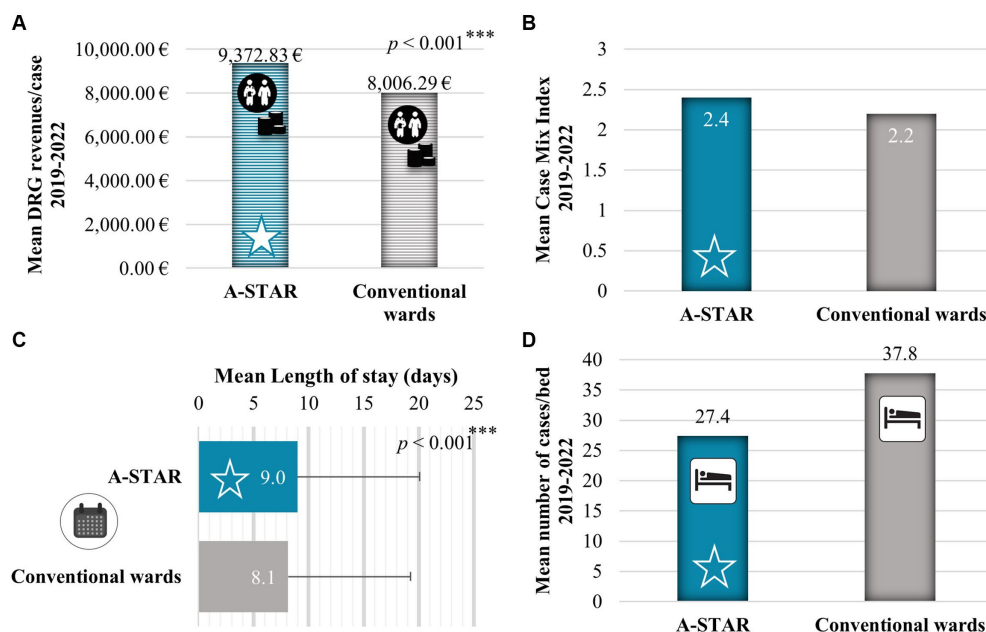 A
Mean DRG revenues/case
2019-2022
10,000.00 €
8,000.00 €
6,000.00 €
4,000.00 €
2,000.00 €
0.00 €
9,372.83 €
8,006.29 €
p < 0.001***
A-STAR
Conventional
wards
B
Mean Case Mix Index
2019-2022
3
2.5
2
1.5
1
0.5
0
2.4
2.2
A-STAR
Conventional wards
C
Mean Length of stay (days)
0 5 10 15 20 25
p < 0.001***
A-STAR
9.0
Conventional wards
8.1
D
Mean number of cases/bed
2019-2022
40
35
30
25
20
15
10
5
0
27.4
37.8
A-STAR
Conventional wards